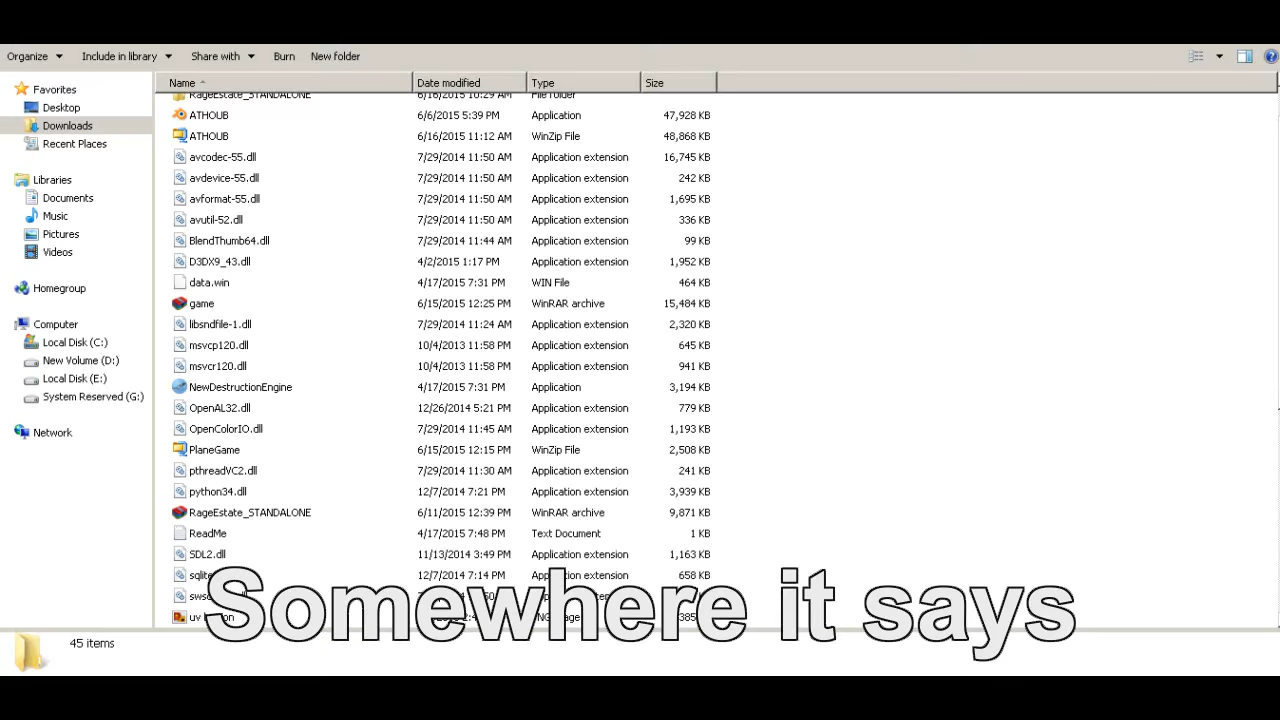 Organize Include in library Share with Burn New folder
Favorites
Desktop
Downloads
Recent Places
Libraries
Documents
Music
Pictures
Videos
Homegroup
Computer
Local Disk (C:)
New Volume (D:)
Local Disk (E:)
System Reserved (G:)
Network
Name Date modified Type Size
RageEstate_STANDALONE 6/16/2015 10:29 AM File folder
ATHOUB 6/6/2015 5:39 PM Application 47,928 KB
ATHOUB 6/16/2015 11:12 AM WinZip File 48,868 KB
avcodec-55.dll 7/29/2014 11:50 AM Application extension 16,745 KB
avdevice-55.dll 7/29/2014 11:50 AM Application extension 242 KB
avformat-55.dll 7/29/2014 11:50 AM Application extension 1,695 KB
avutil-52.dll 7/29/2014 11:50 AM Application extension 336 KB
BlendThumb64.dll 7/29/2014 11:44 AM Application extension 99 KB
D3DX9_43.dll 4/2/2015 1:17 PM Application extension 1,952 KB
data.win 4/17/2015 7:31 PM WIN File 464 KB
game 6/15/2015 12:25 PM WinRAR archive 15,484 KB
libsndfile-1.dll 7/29/2014 11:24 AM Application extension 2,320 KB
msvcp120.dll 10/4/2013 11:58 PM Application extension 645 KB
msvcr120.dll 10/4/2013 11:58 PM Application extension 941 KB
NewDestructionEngine 4/17/2015 7:31 PM Application 3,194 KB
OpenAL32.dll 12/26/2014 5:21 PM Application extension 779 KB
OpenColorIO.dll 7/29/2014 11:45 AM Application extension 1,193 KB
PlaneGame 6/15/2015 12:15 PM WinZip File 2,508 KB
pthreadVC2.dll 7/29/2014 11:30 AM Application extension 241 KB
python34.dll 12/7/2014 7:21 PM Application extension 3,939 KB
RageEstate_STANDALONE 6/11/2015 12:39 PM WinRAR archive 9,871 KB
ReadMe 4/17/2015 7:48 PM Text Document 1 KB
SDL2.dll 11/13/2014 3:49 PM Application extension 1,163 KB
12/7/2014 7:14 PM Application extension 658 KB
uv
Somewhere it says
45 items